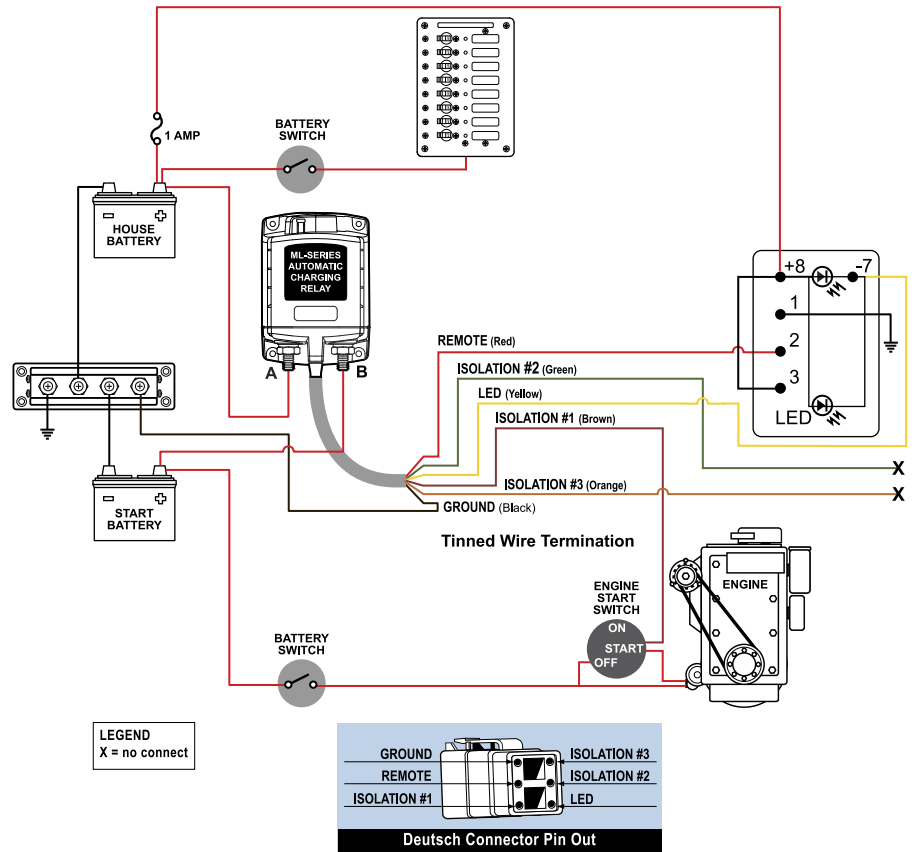 1 AMP
BATTERY
SWITCH
HOUSE
BATTERY
ML-SERIES
AUTOMATIC
CHARGING
RELAY
A
B
+8
-7
1
2
3
LED
REMOTE (Red)
ISOLATION #2 (Green)
LED (Yellow)
ISOLATION #1 (Brown)
ISOLATION #3 (Orange)
GROUND (Black)
X
X
Tinned Wire Termination
START
BATTERY
BATTERY
SWITCH
ENGINE
START
SWITCH
ON
START
OFF
ENGINE
LEGEND
X = no connect
GROUND
REMOTE
ISOLATION #1
ISOLATION #3
ISOLATION #2
LED
Deutsch Connector Pin Out